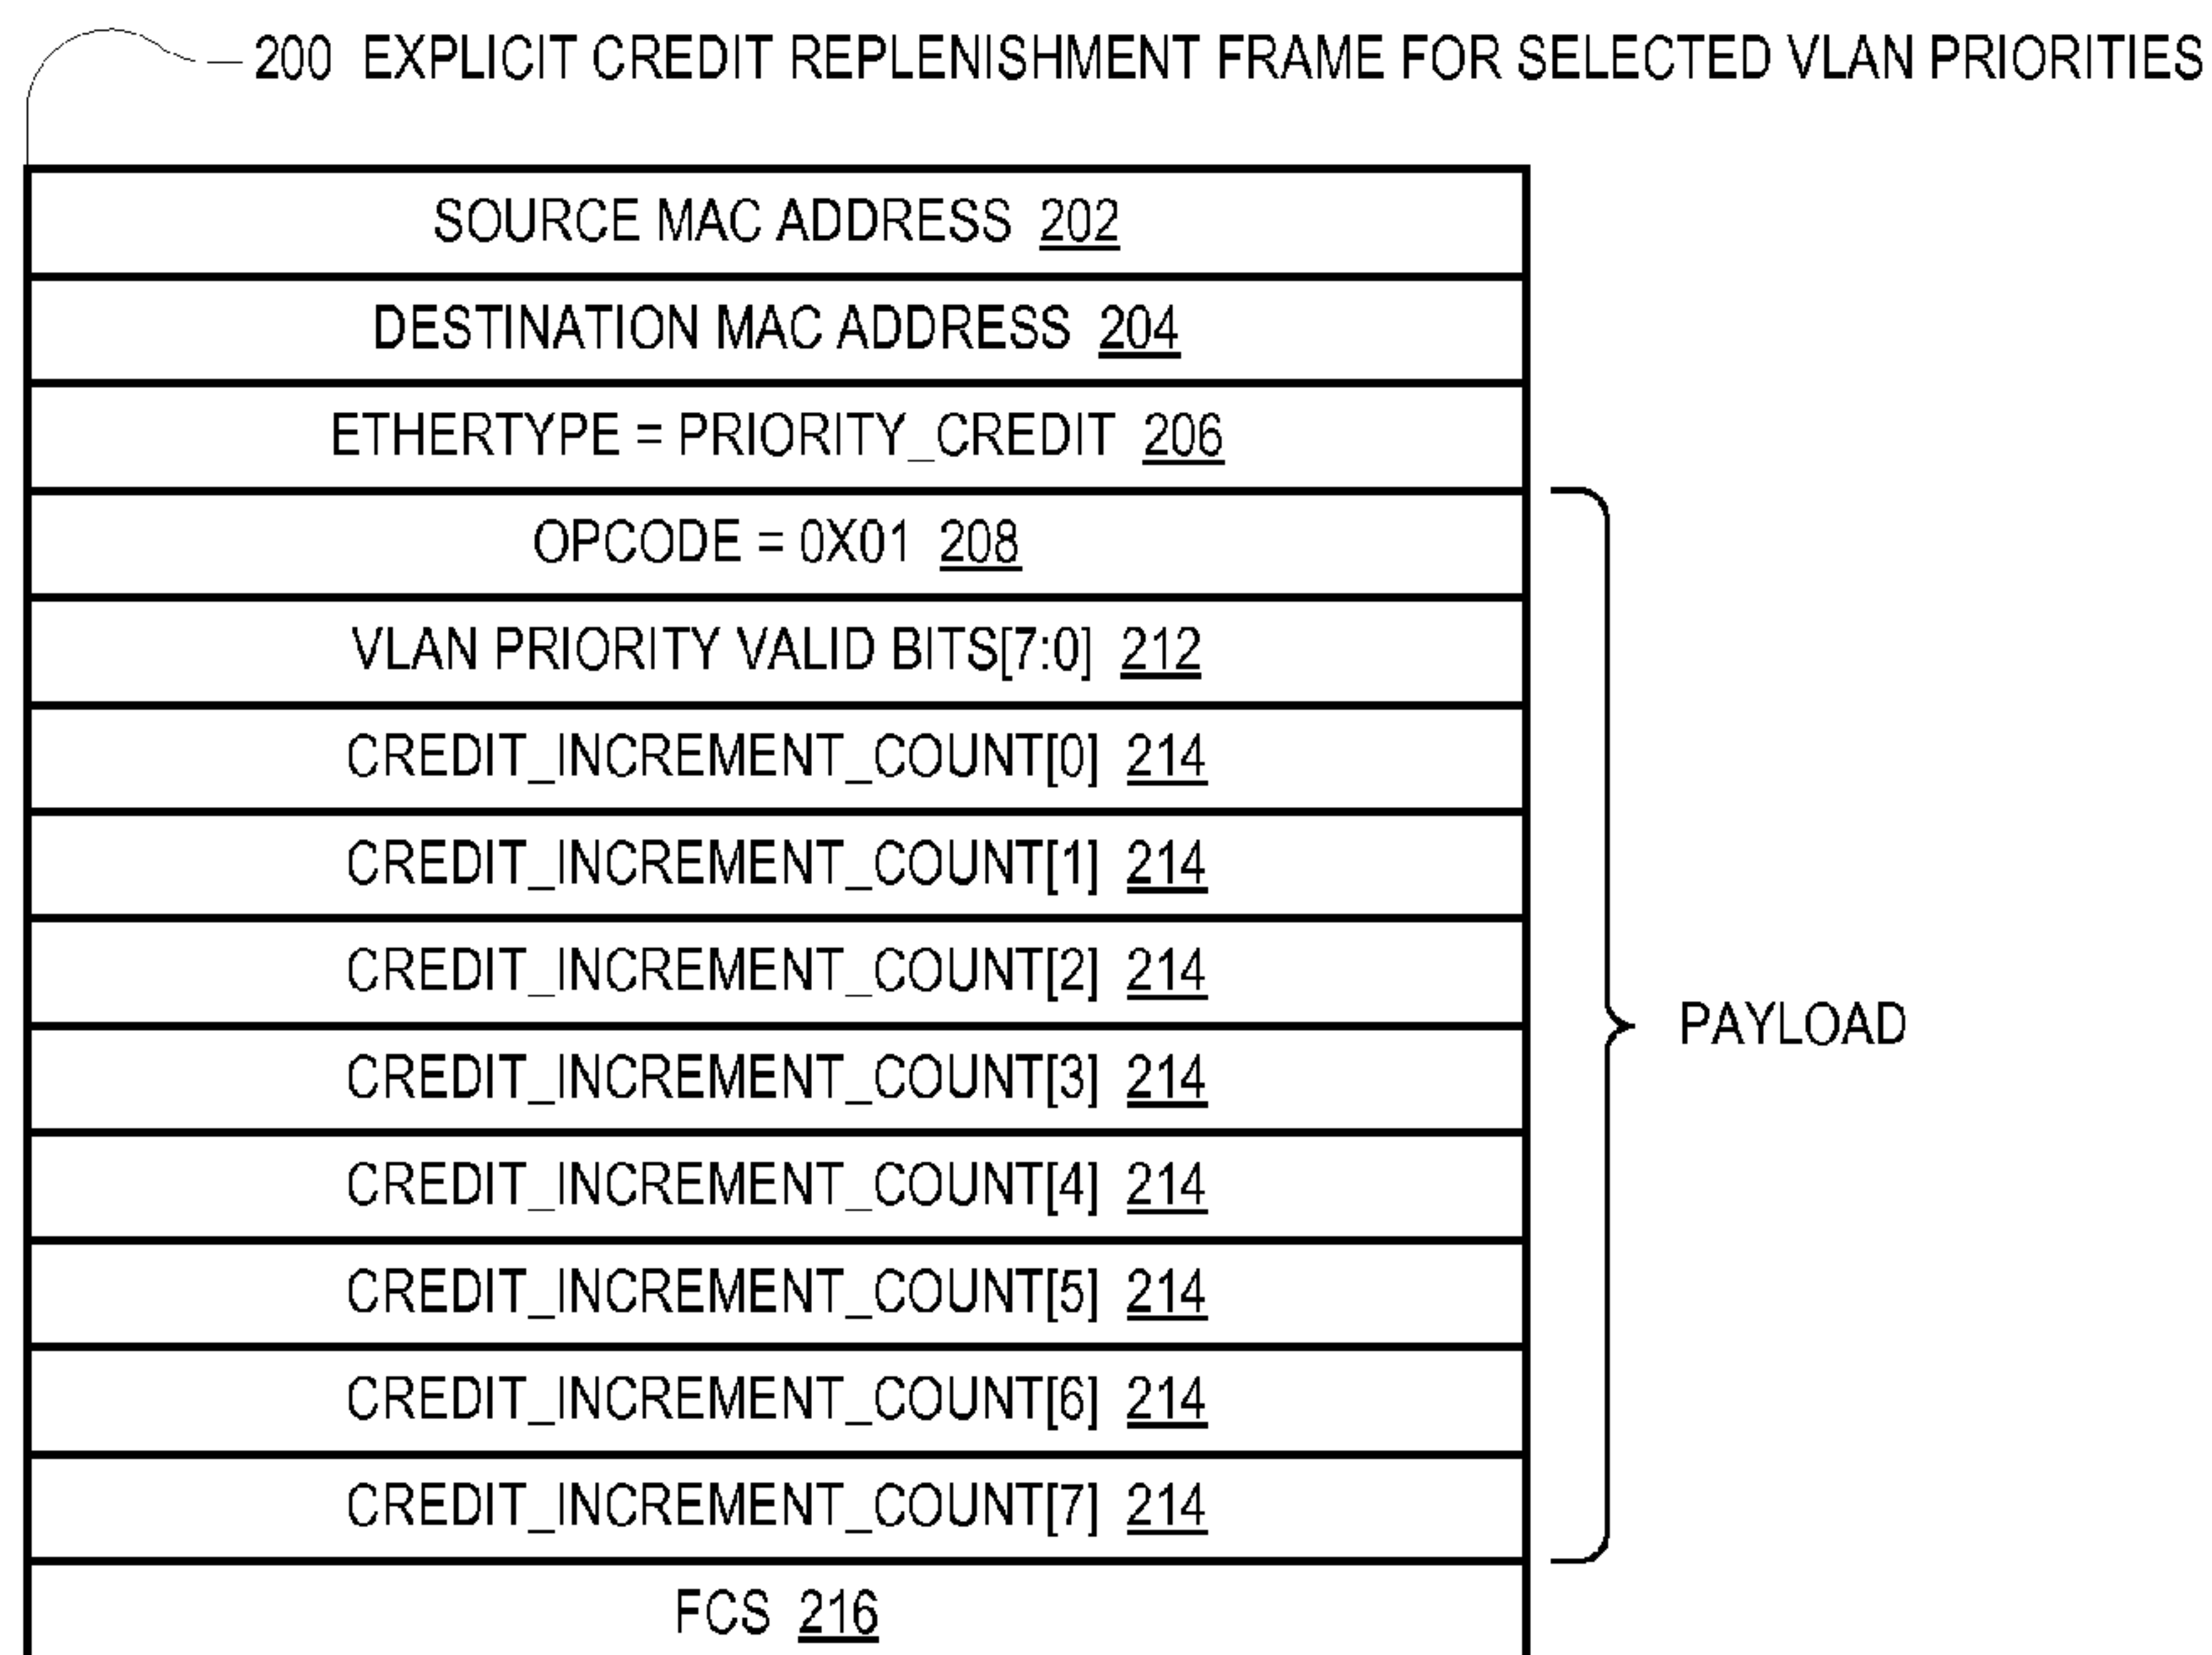 200 EXPLICIT CREDIT REPLENISHMENT FRAME FOR SELECTED VLAN PRIORITIES
SOURCE MAC ADDRESS 202
DESTINATION MAC ADDRESS 204
ETHERTYPE = PRIORITY_CREDIT 206
OPCODE = 0X01 208
VLAN PRIORITY VALID BITS[7:0] 212
CREDIT_INCREMENT_COUNT[0] 214
CREDIT_INCREMENT_COUNT[1] 214
CREDIT_INCREMENT_COUNT[2] 214
CREDIT_INCREMENT_COUNT[3] 214
PAYLOAD
CREDIT_INCREMENT_COUNT[4] 214
CREDIT_INCREMENT_COUNT[5] 214
CREDIT_INCREMENT_COUNT[6] 214
CREDIT_INCREMENT_COUNT[7] 214
FCS 216